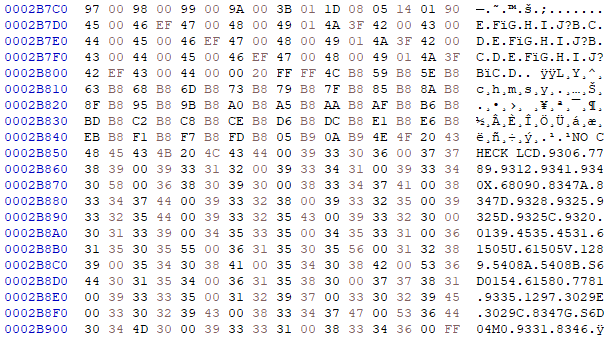 0002B7C0 97 00 98 00 99 00 9A 00 3B 01 1D 08 05 14 01 90 —.˜.™.š.;.......
0002B7D0 45 00 46 EF 47 00 48 00 49 01 4A 3F 42 00 43 00 E.FïG.H.I.J?B.C.
0002B7E0 44 00 45 00 46 EF 47 00 48 00 49 01 4A 3F 42 00 D.E.FïG.H.I.J?B.
0002B7F0 43 00 44 00 45 00 46 EF 47 00 48 00 49 01 4A 3F C.D.E.FïG.H.I.J?
0002B800 42 EF 43 00 44 00 00 20 FF FF 4C B8 59 B8 5E B8 BïC.D.. ÿÿL¸Y¸^¸
0002B810 63 B8 68 B8 6D B8 73 B8 79 B8 7F B8 85 B8 8A B8 c¸h¸m¸s¸y¸.¸…¸Š¸
0002B820 8F B8 95 B8 9B B8 A0 B8 A5 B8 AA B8 AF B8 B6 B8 .¸•¸›¸ ¸¥¸ª¸¯¸¶¸
0002B830 BD B8 C2 B8 C8 B8 CE B8 D6 B8 DC B8 E1 B8 E6 B8 ½¸Â¸È¸Î¸Ö¸Ü¸á¸æ¸
0002B840 EB B8 F1 B8 F7 B8 FD B8 05 B9 0A B9 4E 4F 20 43 ë¸ñ¸÷¸ý¸.¹.¹NO C
0002B850 48 45 43 4B 20 4C 43 44 00 39 33 30 36 00 37 37 HECK LCD.9306.77
0002B860 38 39 00 39 33 31 32 00 39 33 34 31 00 39 33 34 89.9312.9341.934
0002B870 30 58 00 36 38 30 39 30 00 38 33 34 37 41 00 38 0X.68090.8347A.8
0002B880 33 34 37 44 00 39 33 32 38 00 39 33 32 35 00 39 347D.9328.9325.9
0002B890 33 32 35 44 00 39 33 32 35 43 00 39 33 32 30 00 325D.9325C.9320.
0002B8A0 30 31 33 39 00 34 35 33 35 00 34 35 33 31 00 36 0139.4535.4531.6
0002B8B0 31 35 30 35 55 00 36 31 35 30 35 56 00 31 32 38 1505U.61505V.128
0002B8C0 39 00 35 34 30 38 41 00 35 34 30 38 42 00 53 36 9.5408A.5408B.S6
0002B8D0 44 30 31 35 34 00 36 31 35 38 30 00 37 37 38 31 D0154.61580.7781
0002B8E0 00 39 33 33 35 00 31 32 39 37 00 33 30 32 39 45 .9335.1297.3029E
0002B8F0 00 33 30 32 39 43 00 38 33 34 37 47 00 53 36 44 .3029C.8347G.S6D
0002B900 30 34 4D 30 00 39 33 33 31 00 38 33 34 36 00 FF 04M0.9331.8346.ÿ